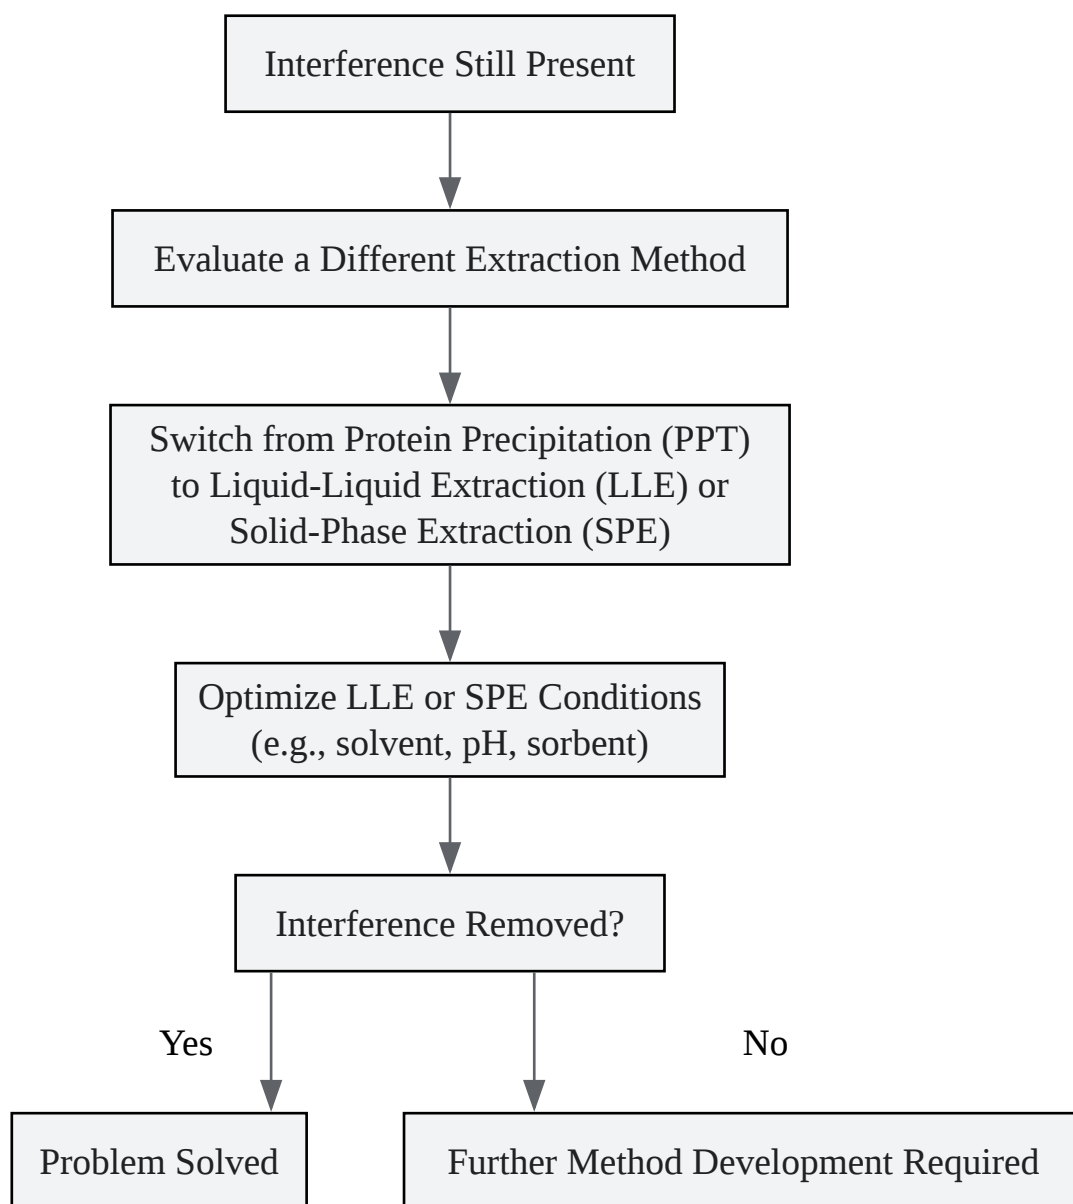 Interference Still Present
Evaluate a Different Extraction Method
Switch from Protein Precipitation (PPT)
to Liquid-Liquid Extraction (LLE) or
Solid-Phase Extraction (SPE)
Optimize LLE or SPE Conditions
(e.g., solvent, pH, sorbent)
Interference Removed?
Yes
No
Problem Solved
Further Method Development Required